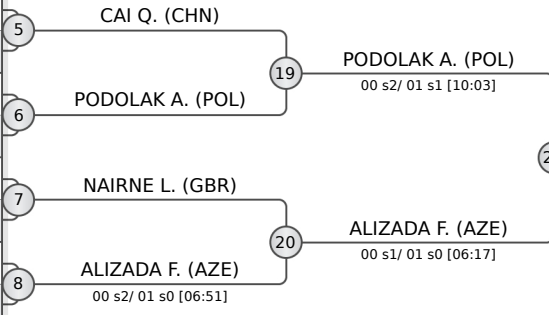 CAI Q. (CHN)
5
19
PODOLAK A. (POL)
00 s2/ 01 s1 [10:03]
PODOLAK A. (POL)
6
NAIRNE L. (GBR)
7
20
ALIZADA F. (AZE)
00 s1/ 01 s0 [06:17]
ALIZADA F. (AZE)
8
00 s2/ 01 s0 [06:51]